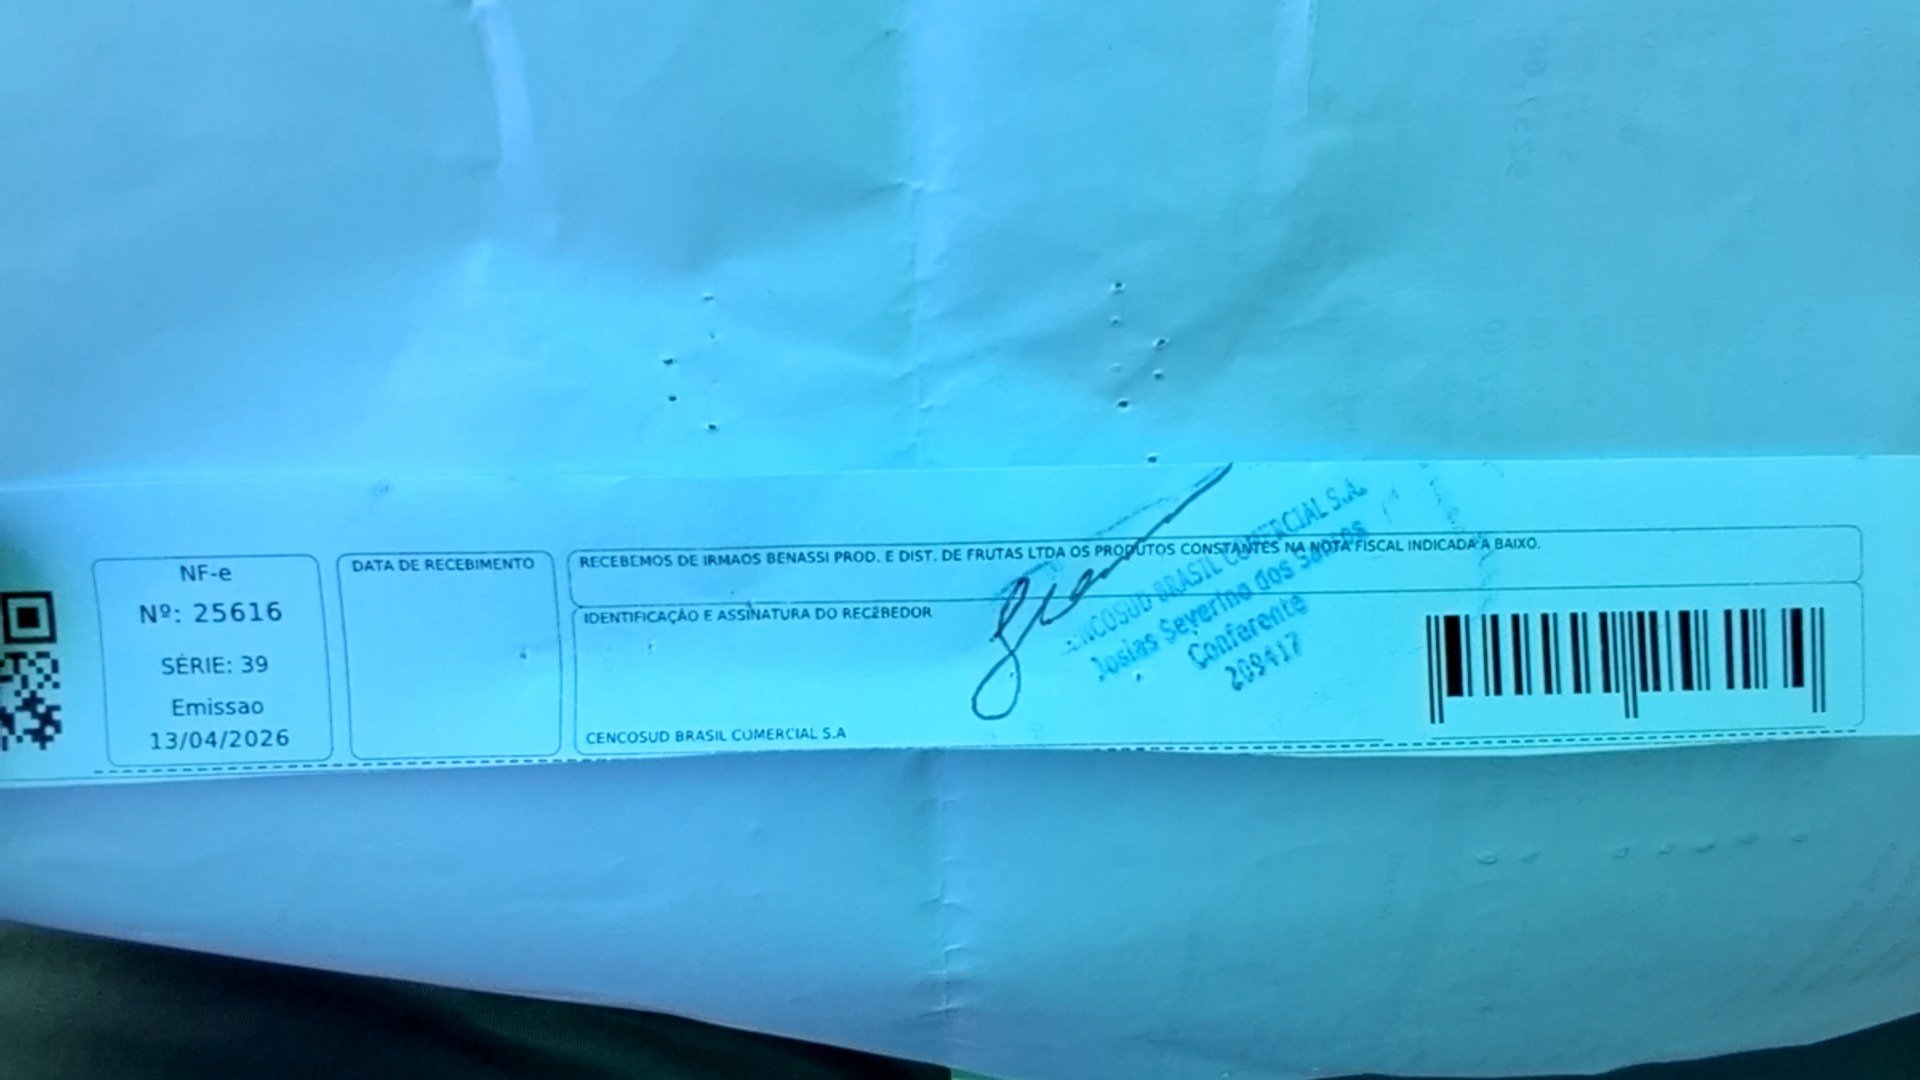 NF-e
Nº: 25616
SÉRIE: 39
Emissao
13/04/2026
DATA DE RECEBIMENTO
RECEBEMOS DE IRMAOS BENASSI PROD. E DIST. DE FRUTAS LTDA OS PRODUTOS CONSTANTES NA NOTA FISCAL INDICADA A BAIXO.
IDENTIFICAÇÃO E ASSINATURA DO RECEBEDOR
CENCOSUD BRASIL COMERCIAL S.A
CENCOSUD BRASIL COMERCIAL S.A.
Josias Severino dos Santos
Conferente
209417